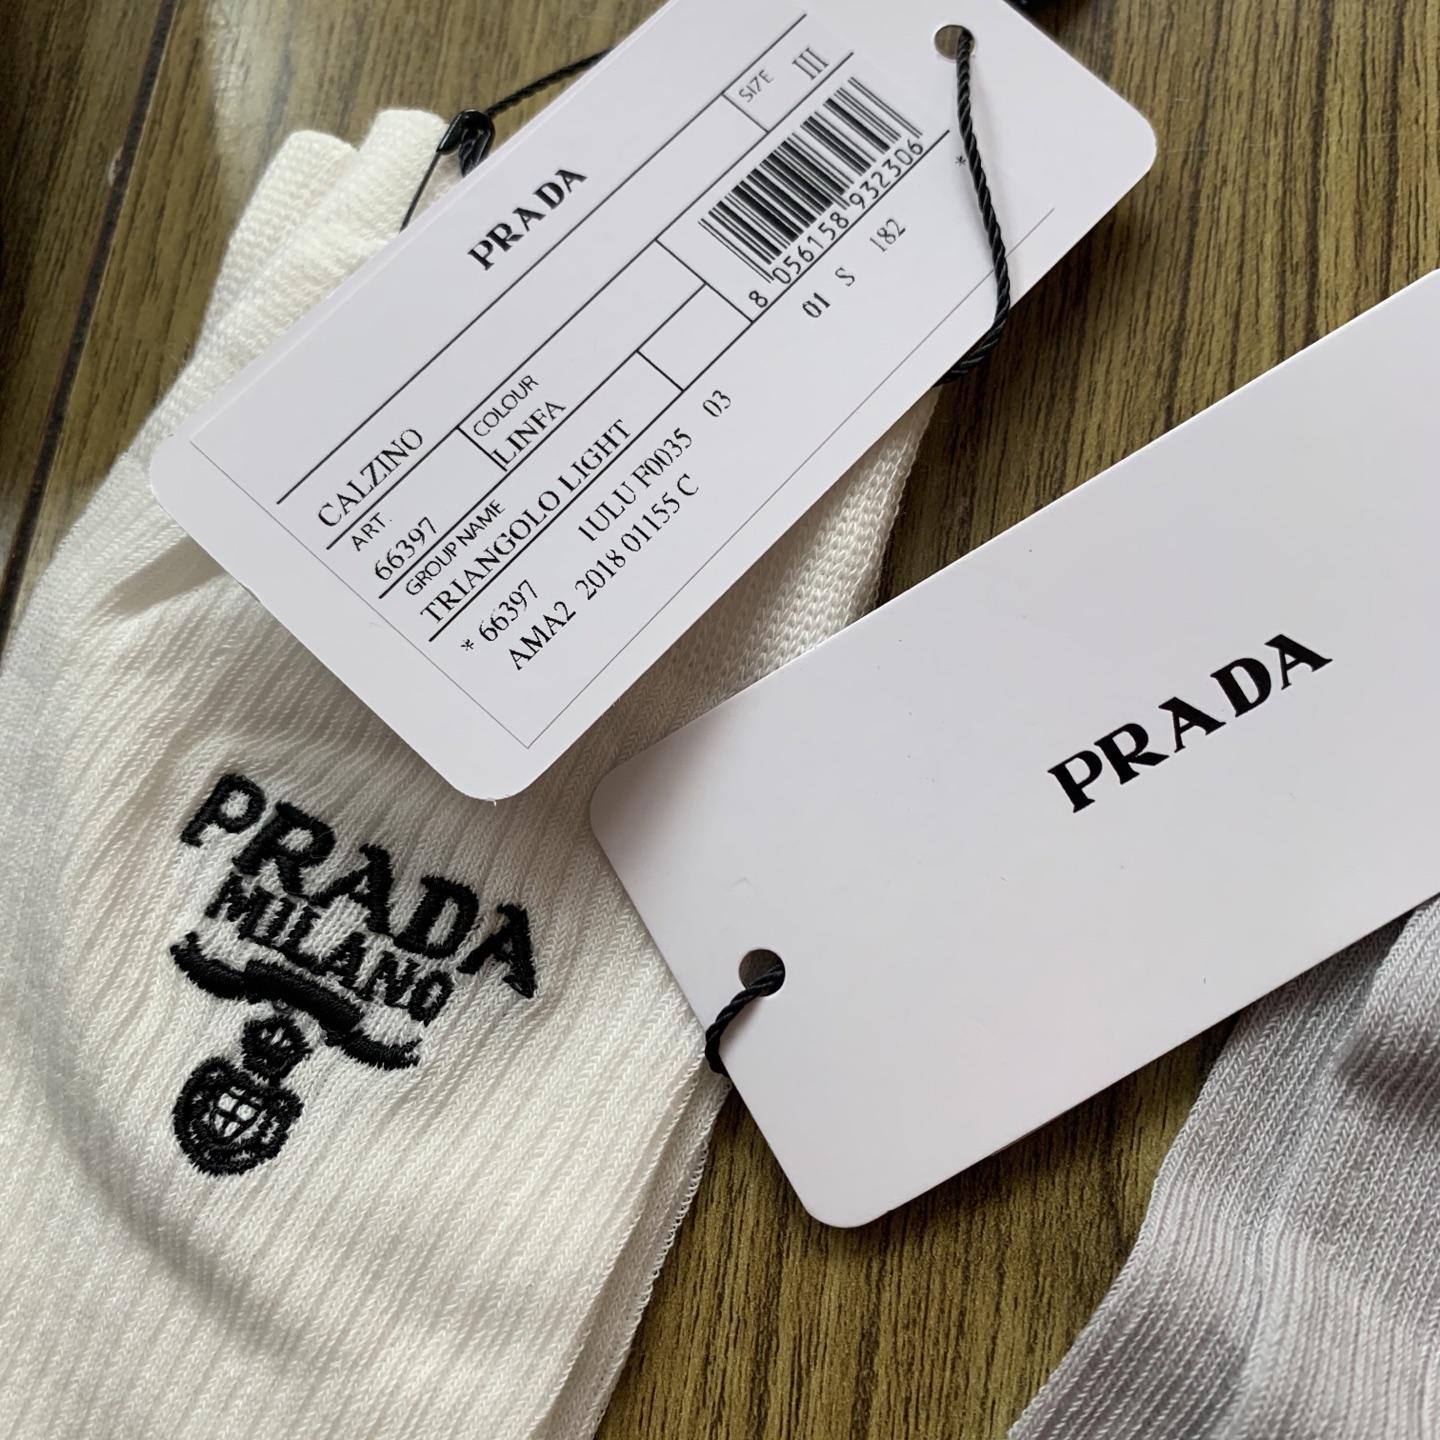 PRADA
SIZE
III
CALZINO
ART.
66397
COLOUR
LINFA
8 056158 932306
GROUP NAME
TRIANGOLO LIGHT
01 S 182
* 66397 1ULU F0035 03
*
AMA2 2018 01155 C
PRADA
PRADA
MILANO